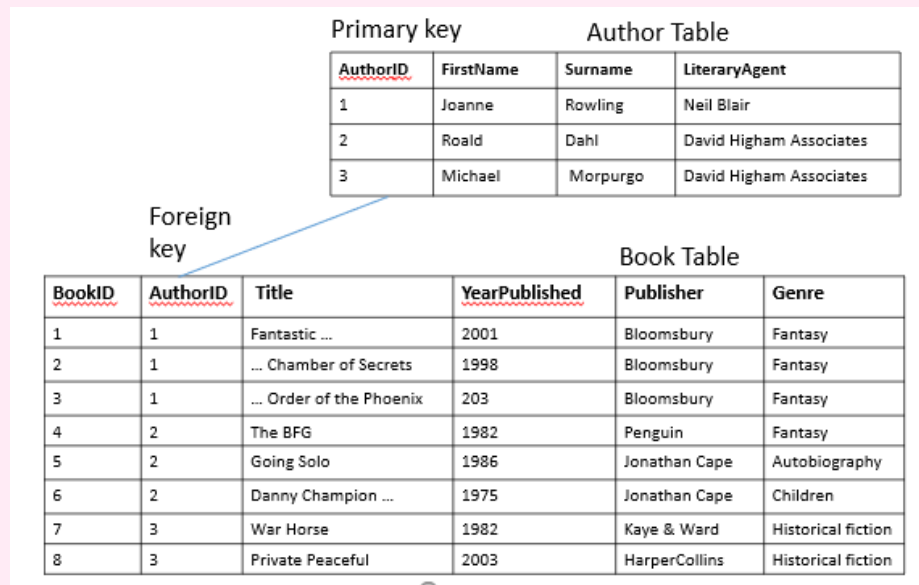 Primary key Author Table
AuthorID FirstName Surname LiteraryAgent
1 Joanne Rowling Neil Blair
2 Roald Dahl David Higham Associates
3 Michael Morpurgo David Higham Associates
Foreign
key
Book Table
BookID AuthorID Title YearPublished Publisher Genre
1 1 Fantastic ... 2001 Bloomsbury Fantasy
2 1 ... Chamber of Secrets 1998 Bloomsbury Fantasy
3 1 ... Order of the Phoenix 203 Bloomsbury Fantasy
4 2 The BFG 1982 Penguin Fantasy
5 2 Going Solo 1986 Jonathan Cape Autobiography
6 2 Danny Champion ... 1975 Jonathan Cape Children
7 3 War Horse 1982 Kaye & Ward Historical fiction
8 3 Private Peaceful 2003 HarperCollins Historical fiction